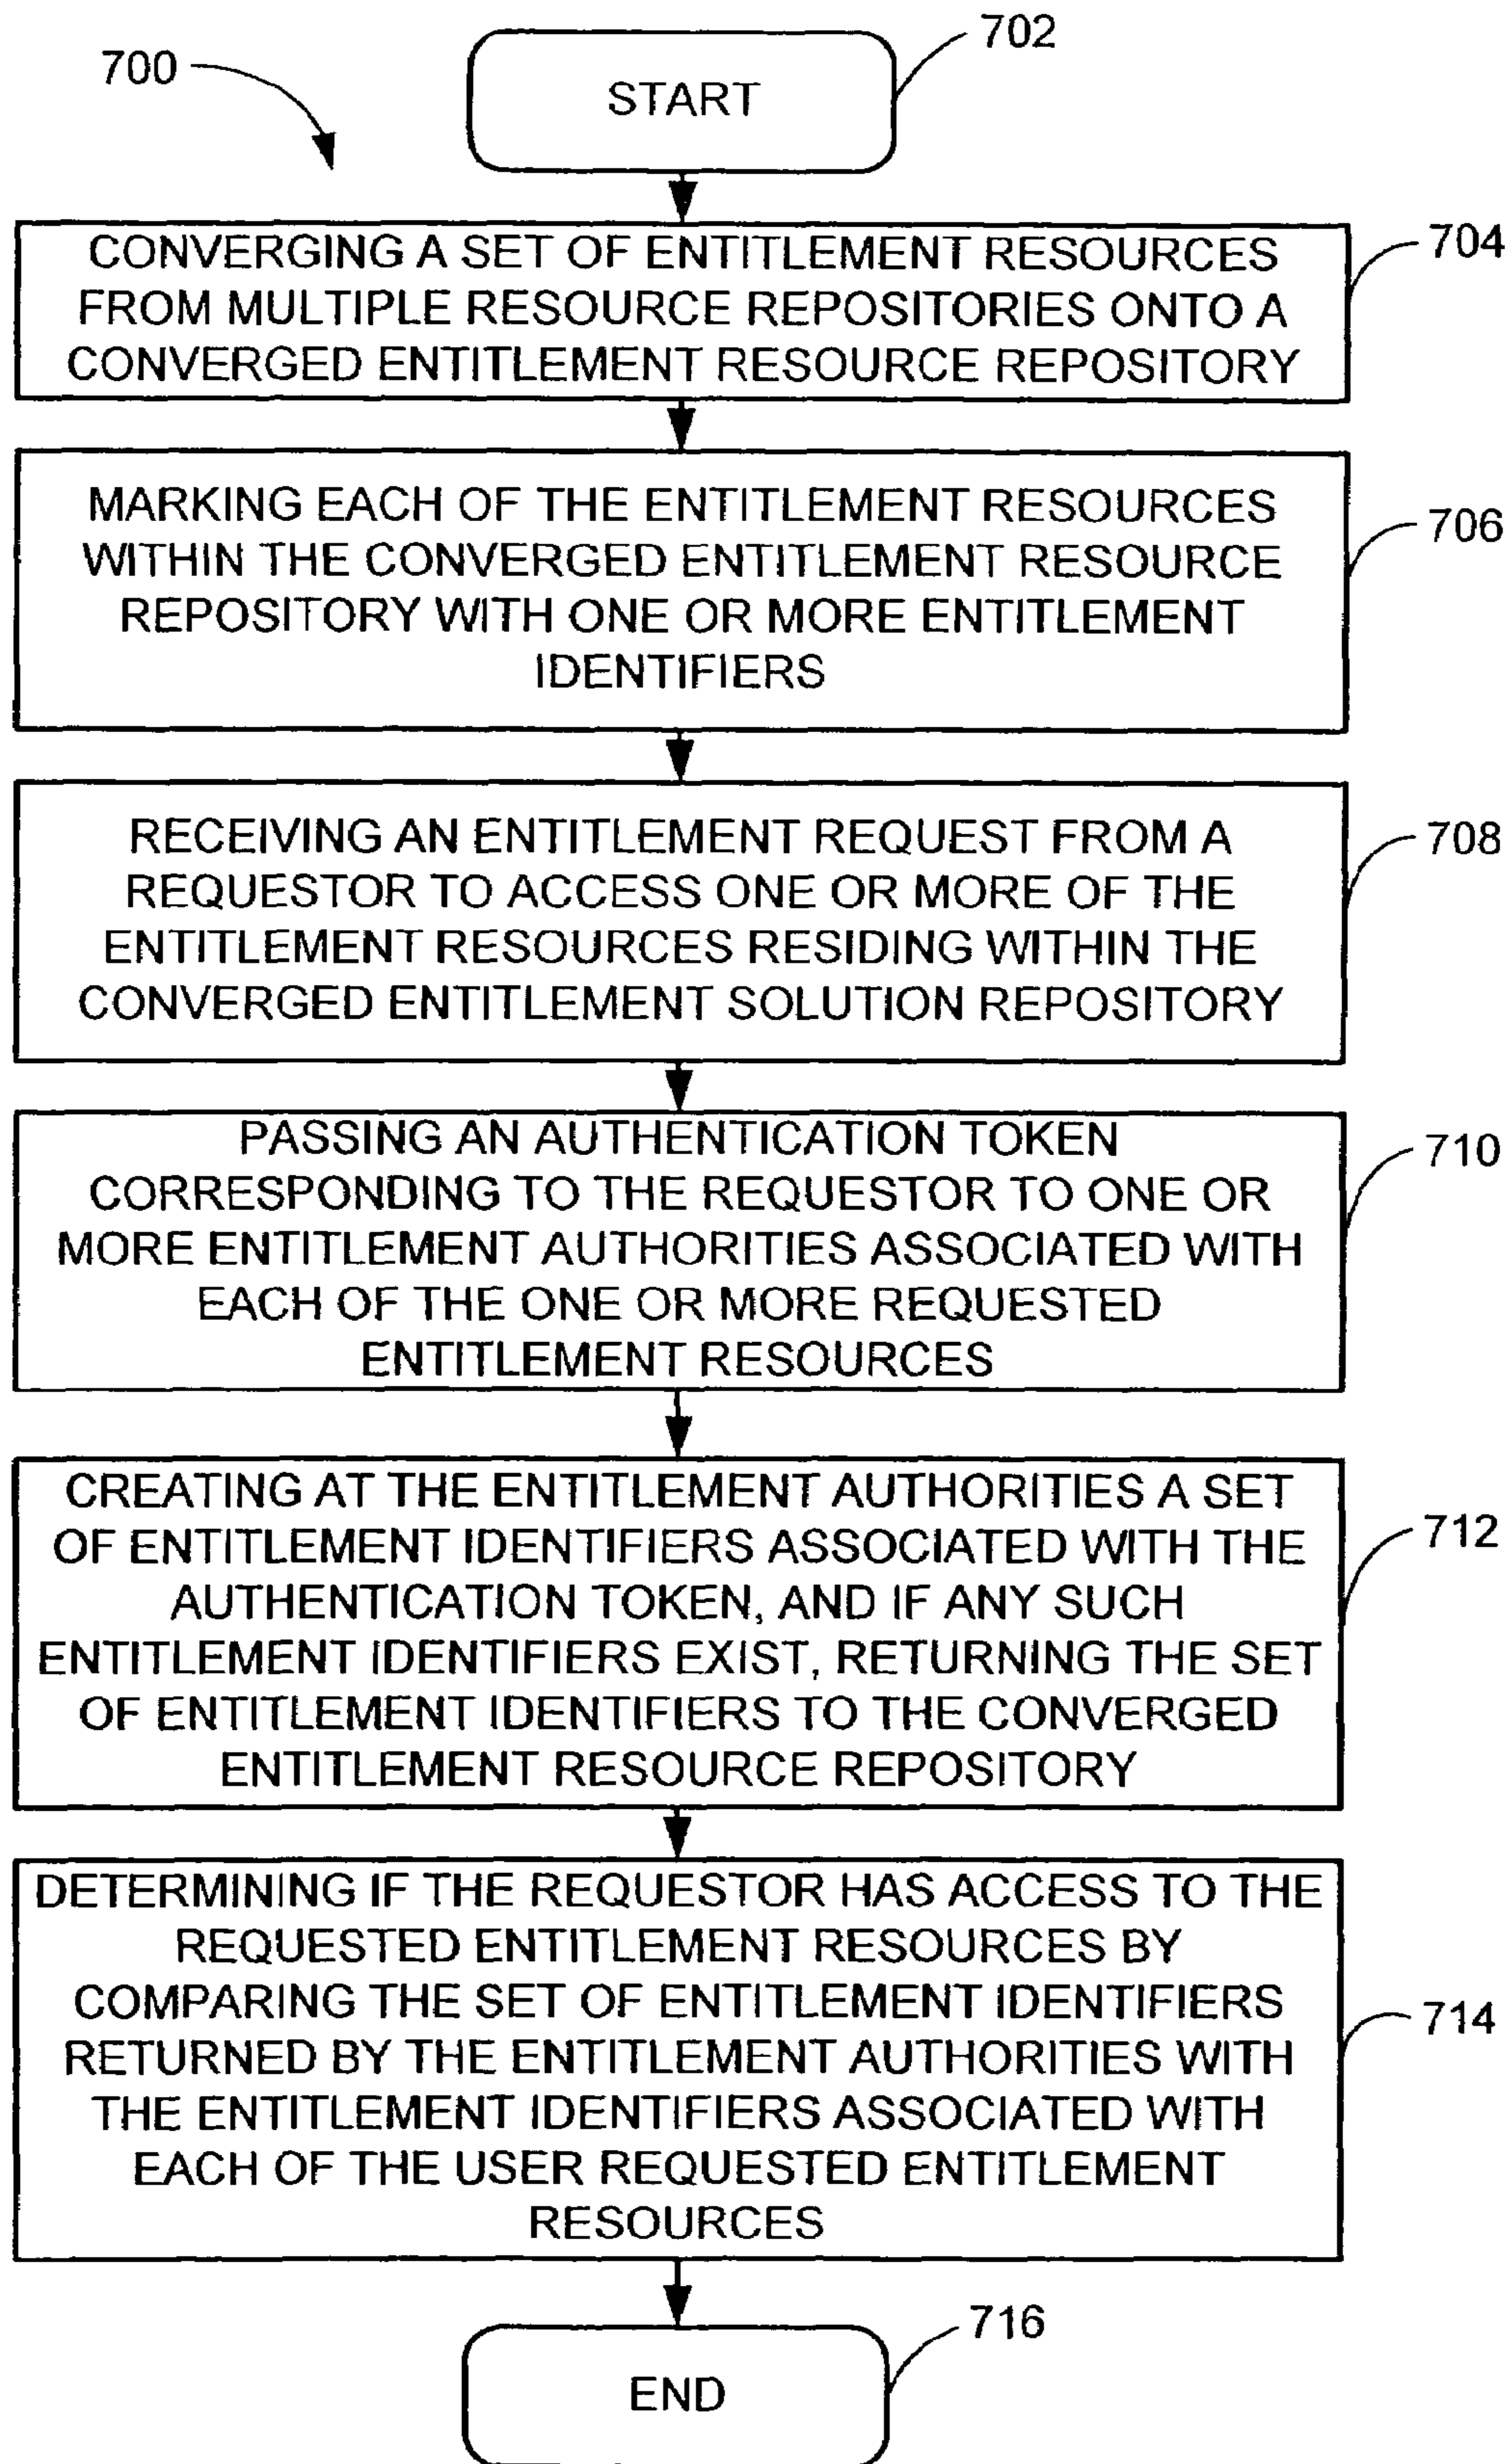 702
700
START
704
CONVERGING A SET OF ENTITLEMENT RESOURCES
FROM MULTIPLE RESOURCE REPOSITORIES ONTO A
CONVERGED ENTITLEMENT RESOURCE REPOSITORY
706
MARKING EACH OF THE ENTITLEMENT RESOURCES
WITHIN THE CONVERGED ENTITLEMENT RESOURCE
REPOSITORY WITH ONE OR MORE ENTITLEMENT
IDENTIFIERS
708
RECEIVING AN ENTITLEMENT REQUEST FROM A
REQUESTOR TO ACCESS ONE OR MORE OF THE
ENTITLEMENT RESOURCES RESIDING WITHIN THE
CONVERGED ENTITLEMENT SOLUTION REPOSITORY
710
PASSING AN AUTHENTICATION TOKEN
CORRESPONDING TO THE REQUESTOR TO ONE OR
MORE ENTITLEMENT AUTHORITIES ASSOCIATED WITH
EACH OF THE ONE OR MORE REQUESTED
ENTITLEMENT RESOURCES
712
CREATING AT THE ENTITLEMENT AUTHORITIES A SET
OF ENTITLEMENT IDENTIFIERS ASSOCIATED WITH THE
AUTHENTICATION TOKEN, AND IF ANY SUCH
ENTITLEMENT IDENTIFIERS EXIST, RETURNING THE SET
OF ENTITLEMENT IDENTIFIERS TO THE CONVERGED
ENTITLEMENT RESOURCE REPOSITORY
714
DETERMINING IF THE REQUESTOR HAS ACCESS TO THE
REQUESTED ENTITLEMENT RESOURCES BY
COMPARING THE SET OF ENTITLEMENT IDENTIFIERS
RETURNED BY THE ENTITLEMENT AUTHORITIES WITH
THE ENTITLEMENT IDENTIFIERS ASSOCIATED WITH
EACH OF THE USER REQUESTED ENTITLEMENT
RESOURCES
716
END